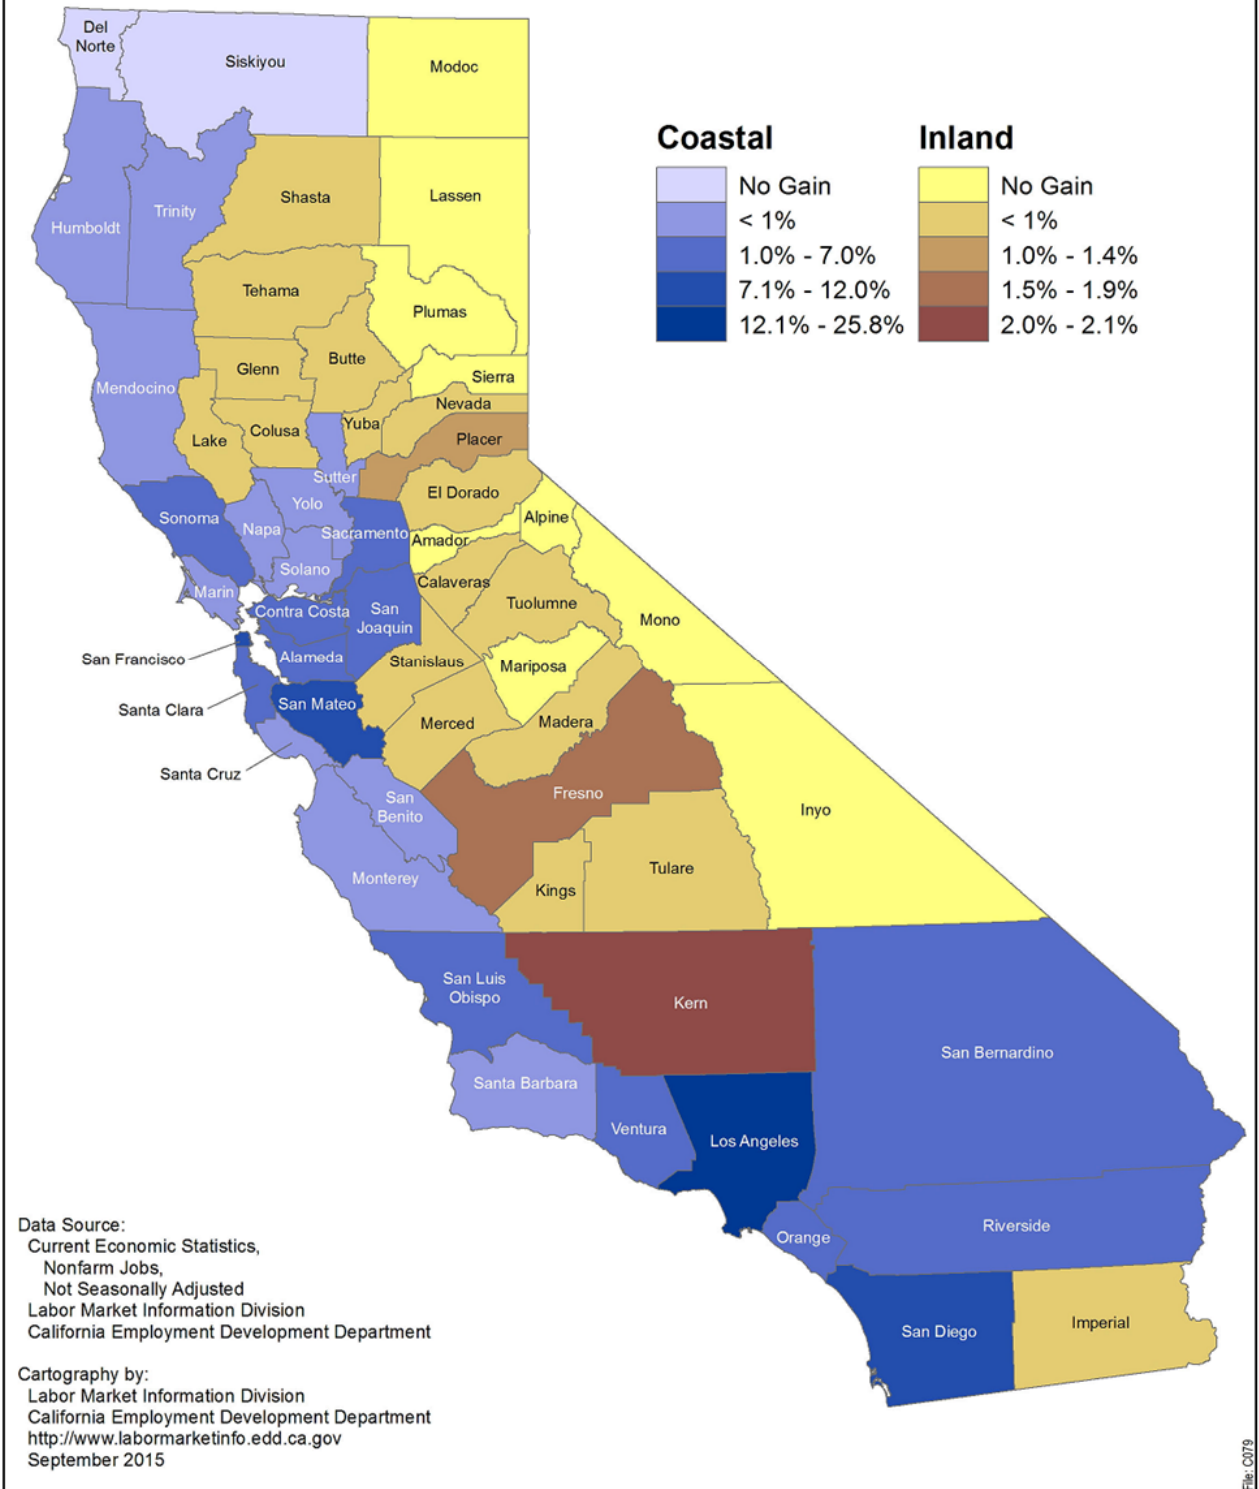 Del
Norte
Siskiyou
Modoc
Coastal
No Gain
< 1%
1.0% - 7.0%
7.1% - 12.0%
12.1% - 25.8%
Inland
No Gain
< 1%
1.0% - 1.4%
1.5% - 1.9%
2.0% - 2.1%
Humboldt
Trinity
Shasta
Lassen
Tehama
Plumas
Mendocino
Glenn
Butte
Sierra
Nevada
Lake
Colusa
Yuba
Placer
Sutter
El Dorado
Sonoma
Napa
Yolo
Sacramento
Amador
Alpine
Marin
Solano
Calaveras
Tuolumne
Mono
Contra Costa
San
Joaquin
San Francisco
Alameda
Stanislaus
Mariposa
Santa Clara
San Mateo
Merced
Madera
Santa Cruz
San
Benito
Fresno
Inyo
Monterey
Kings
Tulare
San Luis
Obispo
Kern
San Bernardino
Santa Barbara
Ventura
Los Angeles
Orange
Riverside
San Diego
Imperial
Data Source:
Current Economic Statistics,
Nonfarm Jobs,
Not Seasonally Adjusted
Labor Market Information Division
California Employment Development Department
Cartography by:
Labor Market Information Division
California Employment Development Department
http://www.labormarketinfo.edd.ca.gov
September 2015
File: C079